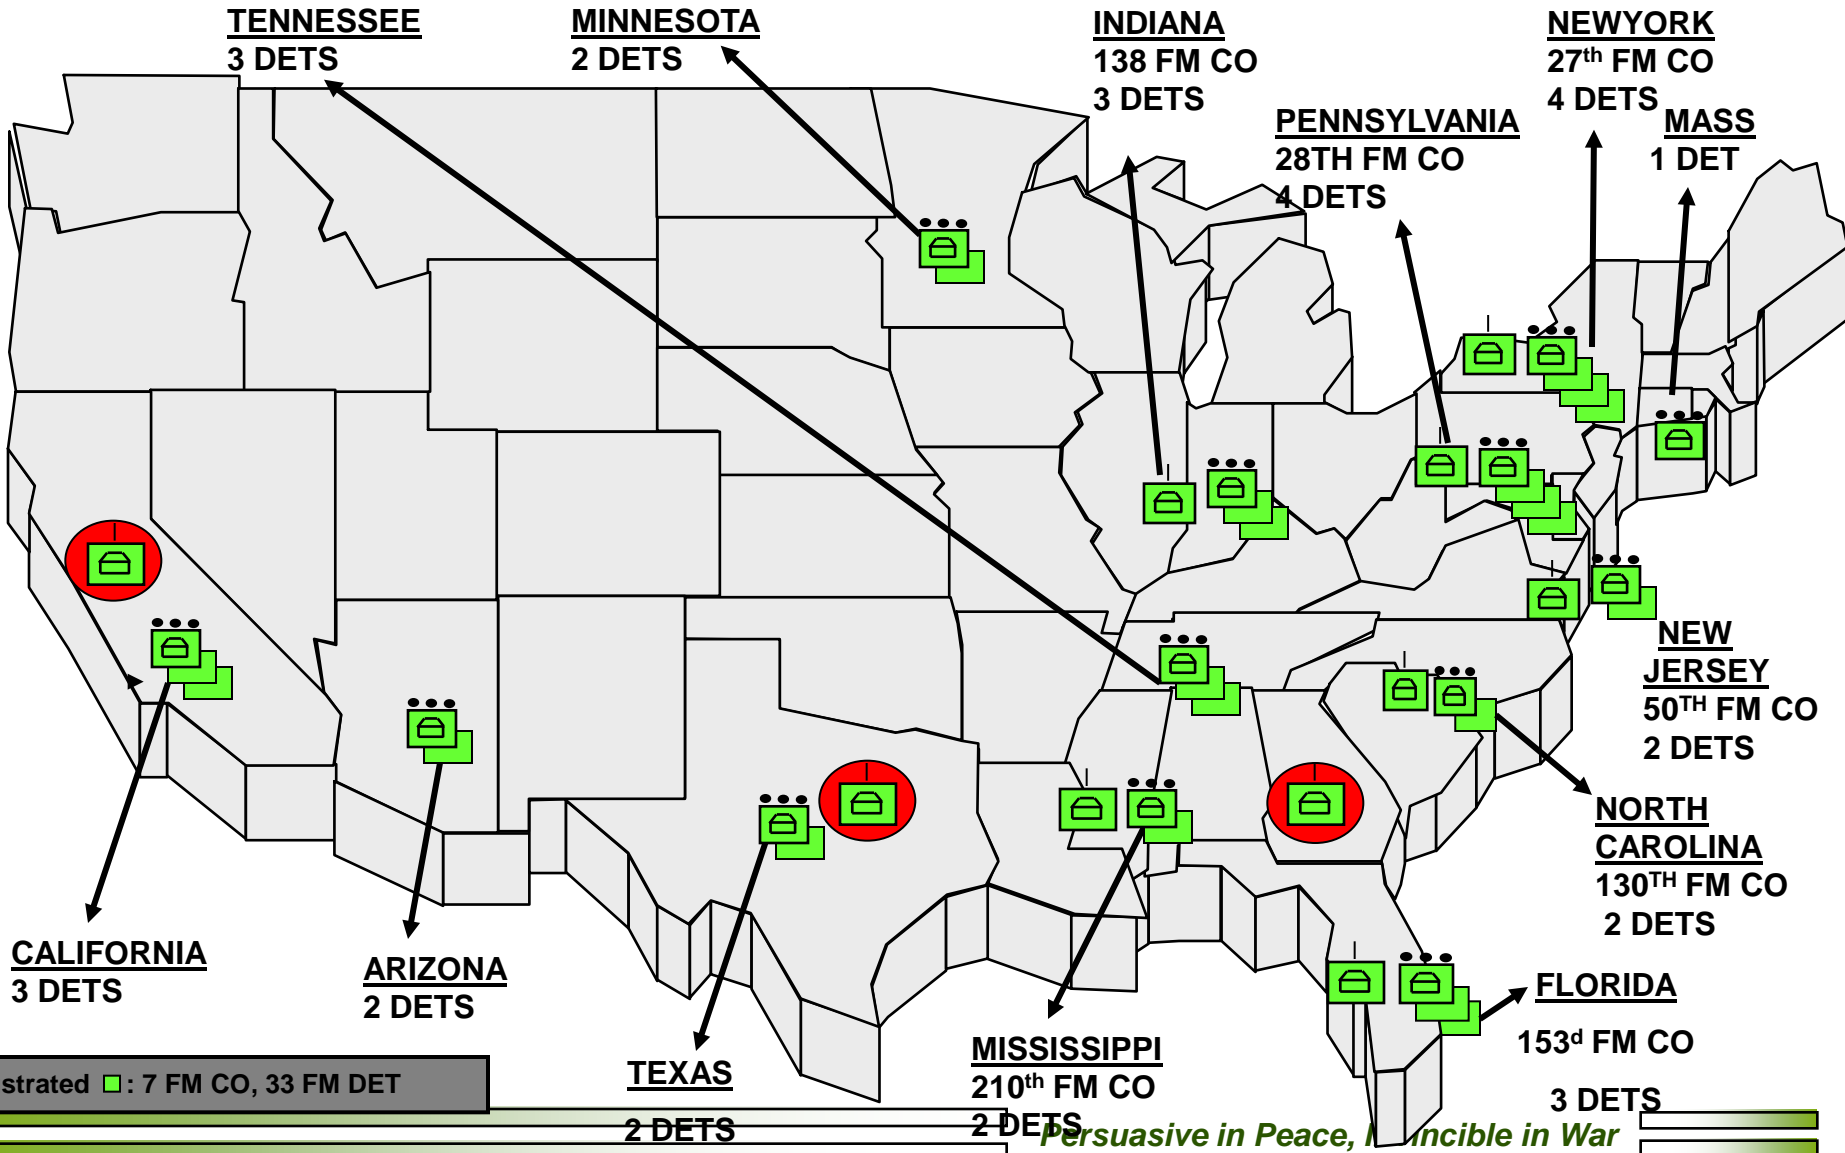 TENNESSEE
3 DETS
MINNESOTA
2 DETS
INDIANA
138 FM CO
3 DETS
NEWYORK
27th FM CO
4 DETS
PENNSYLVANIA
28TH FM CO
4 DETS
MASS
1 DET
NEW
JERSEY
50TH FM CO
2 DETS
NORTH
CAROLINA
130TH FM CO
2 DETS
FLORIDA
153d FM CO
3 DETS
CALIFORNIA
3 DETS
ARIZONA
2 DETS
TEXAS
2 DETS
MISSISSIPPI
210th FM CO
2 DETS
strated : 7 FM CO, 33 FM DET
Persuasive in Peace, in War